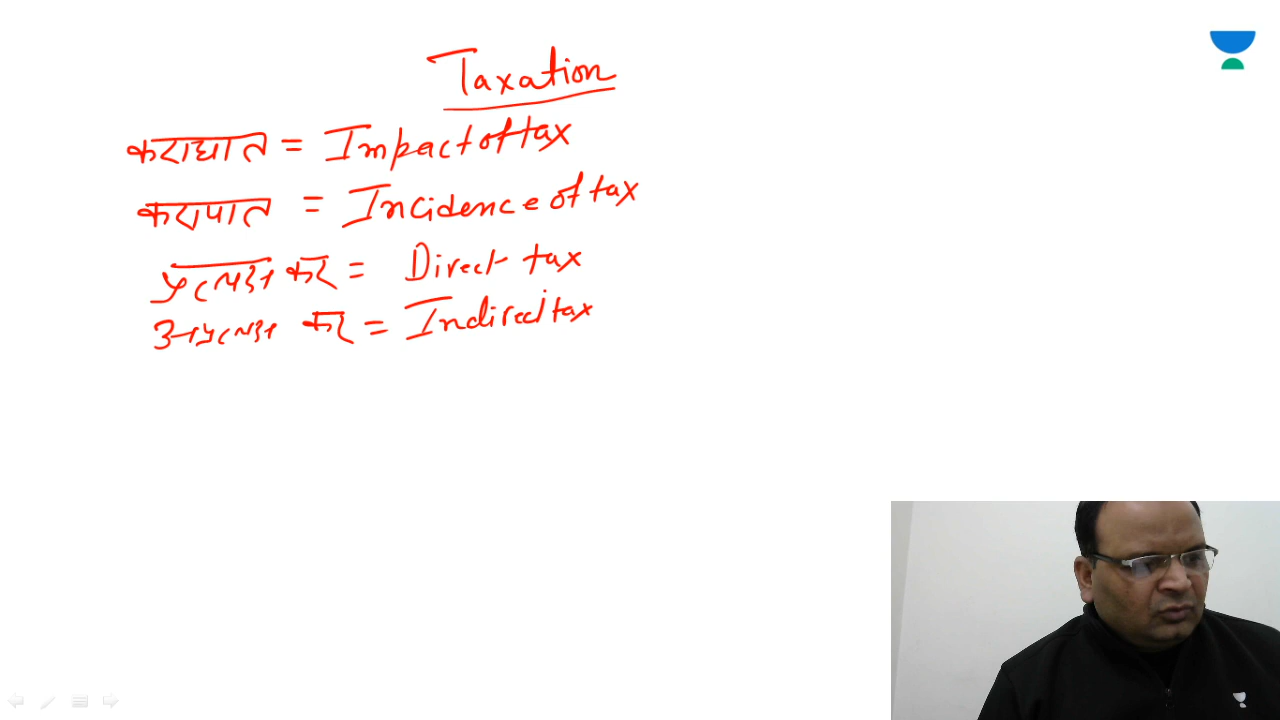 Taxation
कराघात = Impact of tax
करापात = Incidence of tax
प्रत्यक्ष कर = Direct tax
अप्रत्यक्ष कर = Indirect tax